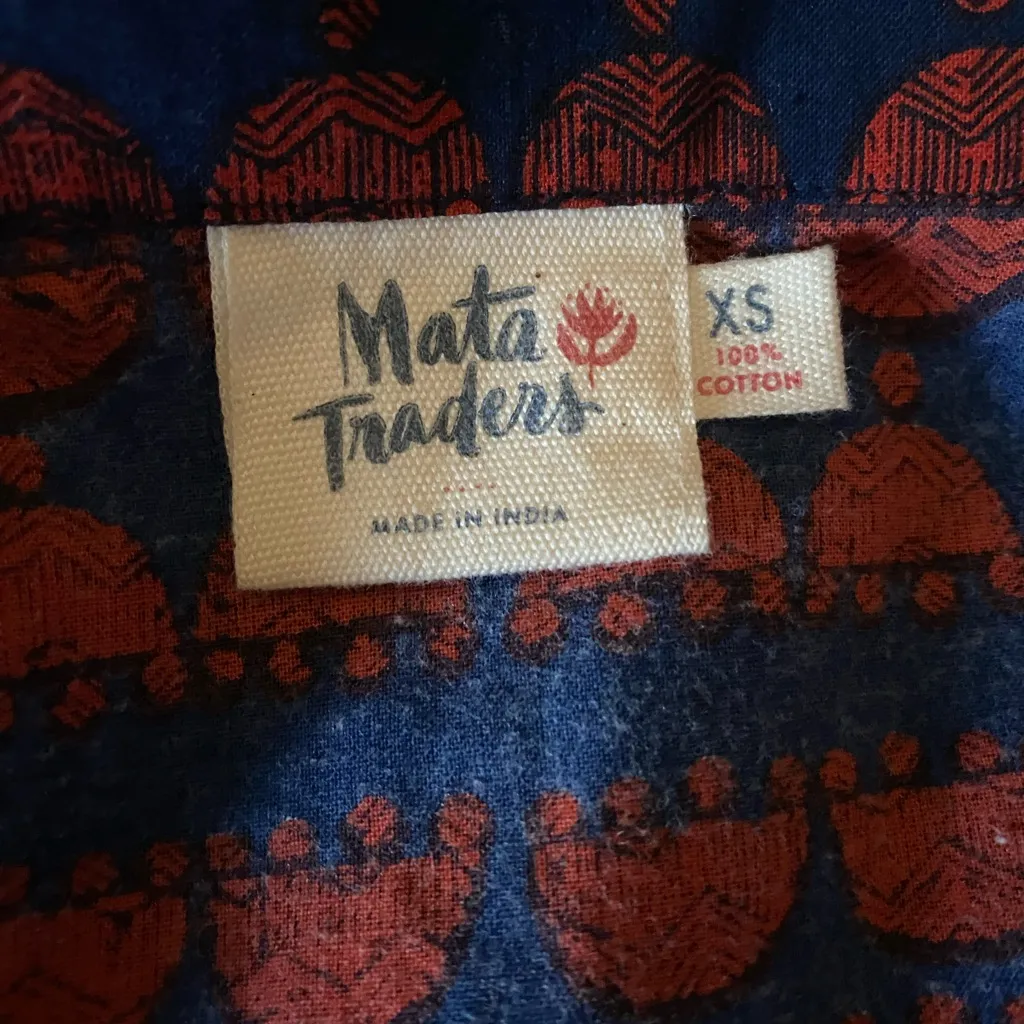 Mata
Traders
MADE IN INDIA
XS
100%
COTTON